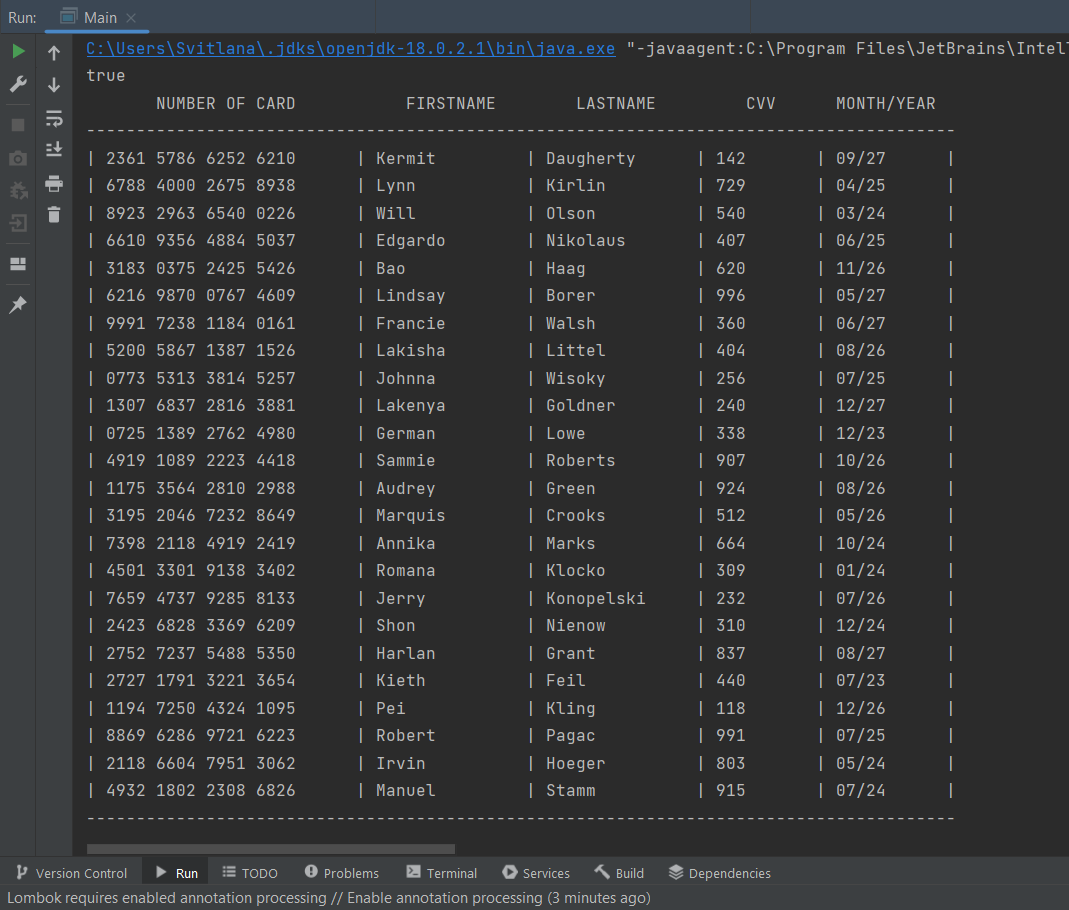 Run: Main
C:\Users\Svitlana\.jdks\openjdk-18.0.2.1\bin\java.exe "-javaagent:C:\Program Files\JetBrains\Intel
true
NUMBER OF CARD FIRSTNAME LASTNAME CVV MONTH/YEAR
---------------------------------------------------------------------------------------
| 2361 5786 6252 6210 | Kermit | Daugherty | 142 | 09/27 |
| 6788 4000 2675 8938 | Lynn | Kirlin | 729 | 04/25 |
| 8923 2963 6540 0226 | Will | Olson | 540 | 03/24 |
| 6610 9356 4884 5037 | Edgardo | Nikolaus | 407 | 06/25 |
| 3183 0375 2425 5426 | Bao | Haag | 620 | 11/26 |
| 6216 9870 0767 4609 | Lindsay | Borer | 996 | 05/27 |
| 9991 7238 1184 0161 | Francie | Walsh | 360 | 06/27 |
| 5200 5867 1387 1526 | Lakisha | Littel | 404 | 08/26 |
| 0773 5313 3814 5257 | Johnna | Wisoky | 256 | 07/25 |
| 1307 6837 2816 3881 | Lakenya | Goldner | 240 | 12/27 |
| 0725 1389 2762 4980 | German | Lowe | 338 | 12/23 |
| 4919 1089 2223 4418 | Sammie | Roberts | 907 | 10/26 |
| 1175 3564 2810 2988 | Audrey | Green | 924 | 08/26 |
| 3195 2046 7232 8649 | Marquis | Crooks | 512 | 05/26 |
| 7398 2118 4919 2419 | Annika | Marks | 664 | 10/24 |
| 4501 3301 9138 3402 | Romana | Klocko | 309 | 01/24 |
| 7659 4737 9285 8133 | Jerry | Konopelski | 232 | 07/26 |
| 2423 6828 3369 6209 | Shon | Nienow | 310 | 12/24 |
| 2752 7237 5488 5350 | Harlan | Grant | 837 | 08/27 |
| 2727 1791 3221 3654 | Kieth | Feil | 440 | 07/23 |
| 1194 7250 4324 1095 | Pei | Kling | 118 | 12/26 |
| 8869 6286 9721 6223 | Robert | Pagac | 991 | 07/25 |
| 2118 6604 7951 3062 | Irvin | Hoeger | 803 | 05/24 |
| 4932 1802 2308 6826 | Manuel | Stamm | 915 | 07/24 |
---------------------------------------------------------------------------------------
Version Control Run TODO Problems Terminal Services Build Dependencies
Lombok requires enabled annotation processing // Enable annotation processing (3 minutes ago)